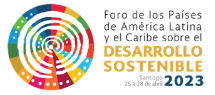 Foro de los Países
de América Latina
y el Caribe sobre el
DESARROLLO
SOSTENIBLE
Santiago
25 a 28 de abril 2023